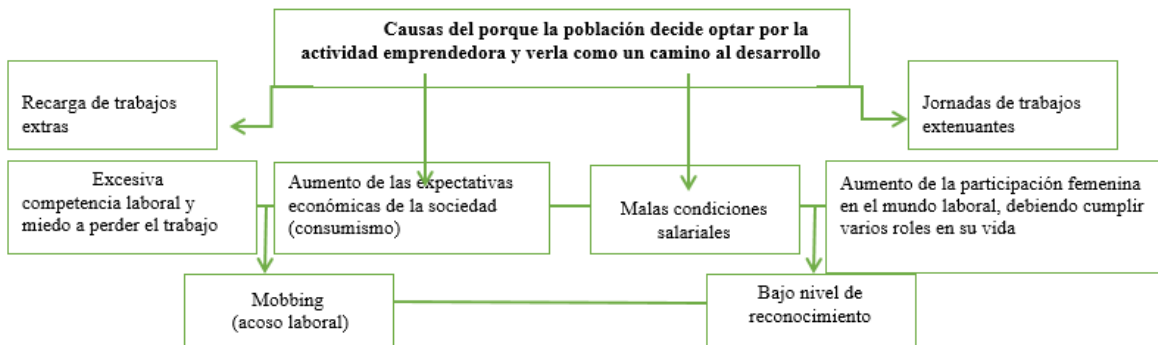 Causas del porque la población decide optar por la
actividad emprendedora y verla como un camino al desarrollo
Recarga de trabajos
extras
Jornadas de trabajos
extenuantes
Excesiva
competencia laboral y
miedo a perder el trabajo
Aumento de las expectativas
económicas de la sociedad
(consumismo)
Malas condiciones
salariales
Aumento de la participación femenina
en el mundo laboral, debiendo cumplir
varios roles en su vida
Mobbing
(acoso laboral)
Bajo nivel de
reconocimiento